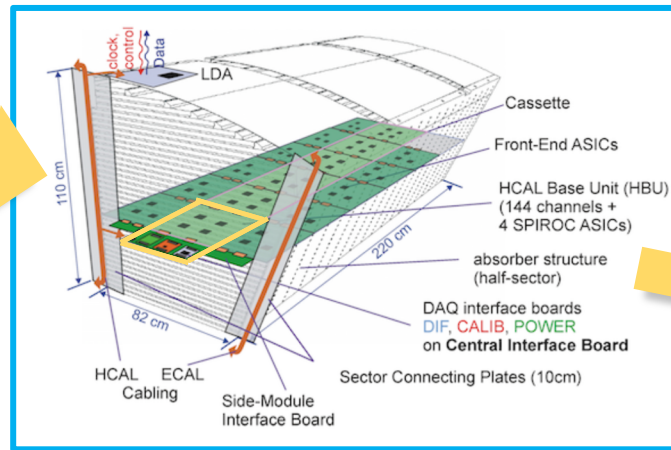 clock,
control
Data
LDA
Cassette
Front-End ASICs
110 cm
HCAL Base Unit (HBU)
(144 channels +
4 SPIROC ASICs)
220 cm
absorber structure
(half-sector)
DAQ interface boards
DIF, CALIB, POWER
on Central Interface Board
82 cm
HCAL ECAL
Cabling
Sector Connecting Plates (10cm)
Side-Module
Interface Board